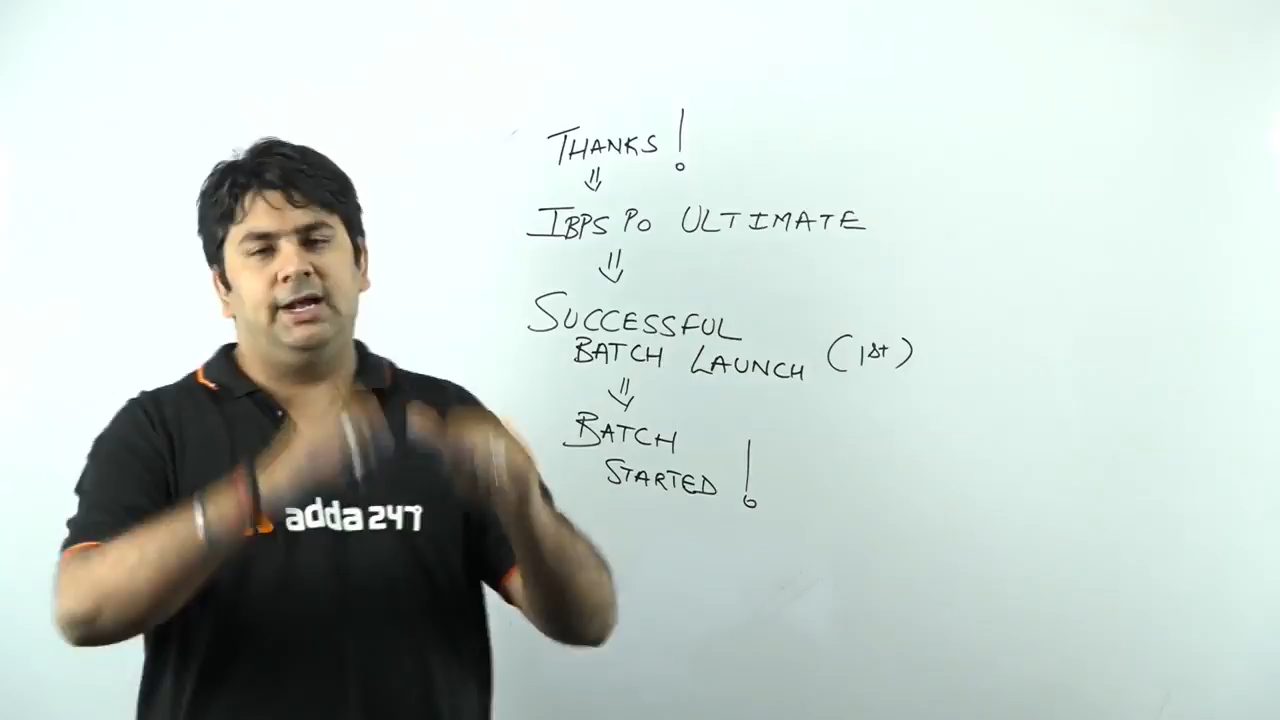 THANKS!
⇓
IBPS PO ULTIMATE
⇓
SUCCESSFUL
BATCH LAUNCH (1st)
⇓
BATCH
STARTED!
adda247